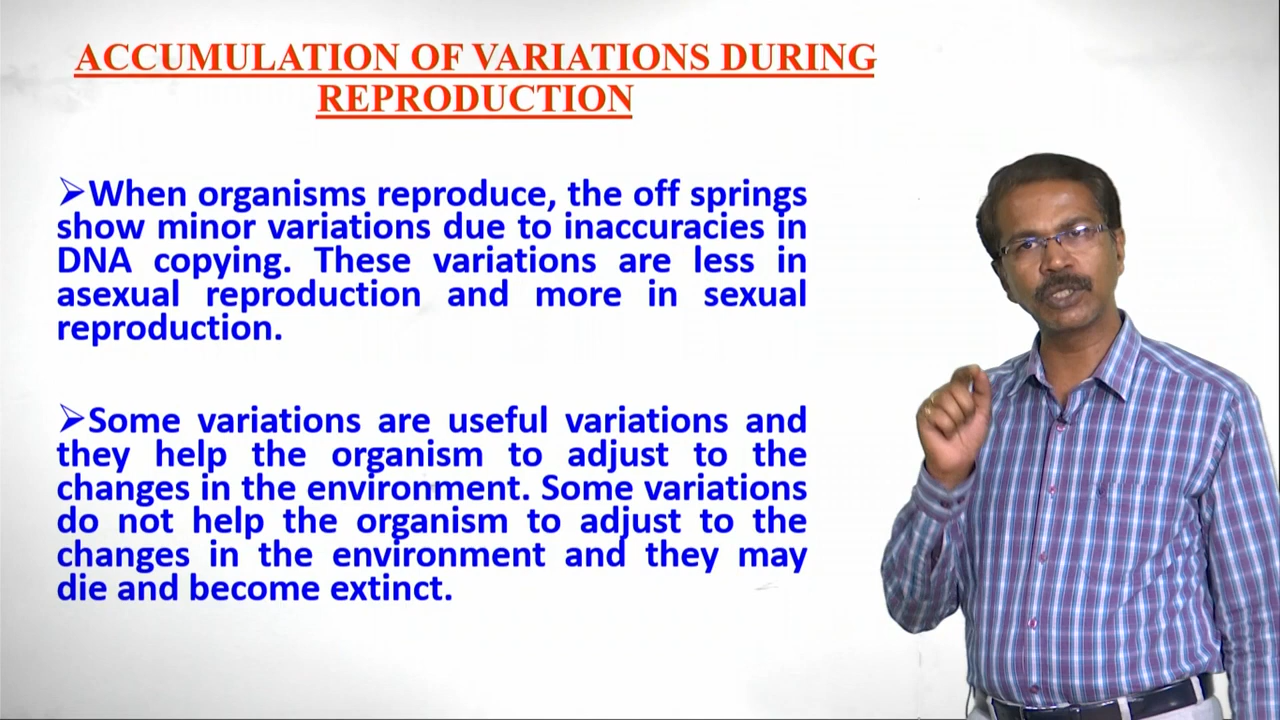 ACCUMULATION OF VARIATIONS DURING
REPRODUCTION
➢When organisms reproduce, the off springs
show minor variations due to inaccuracies in
DNA copying. These variations are less in
asexual reproduction and more in sexual
reproduction.
➢Some variations are useful variations and
they help the organism to adjust to the
changes in the environment. Some variations
do not help the organism to adjust to the
changes in the environment and they may
die and become extinct.